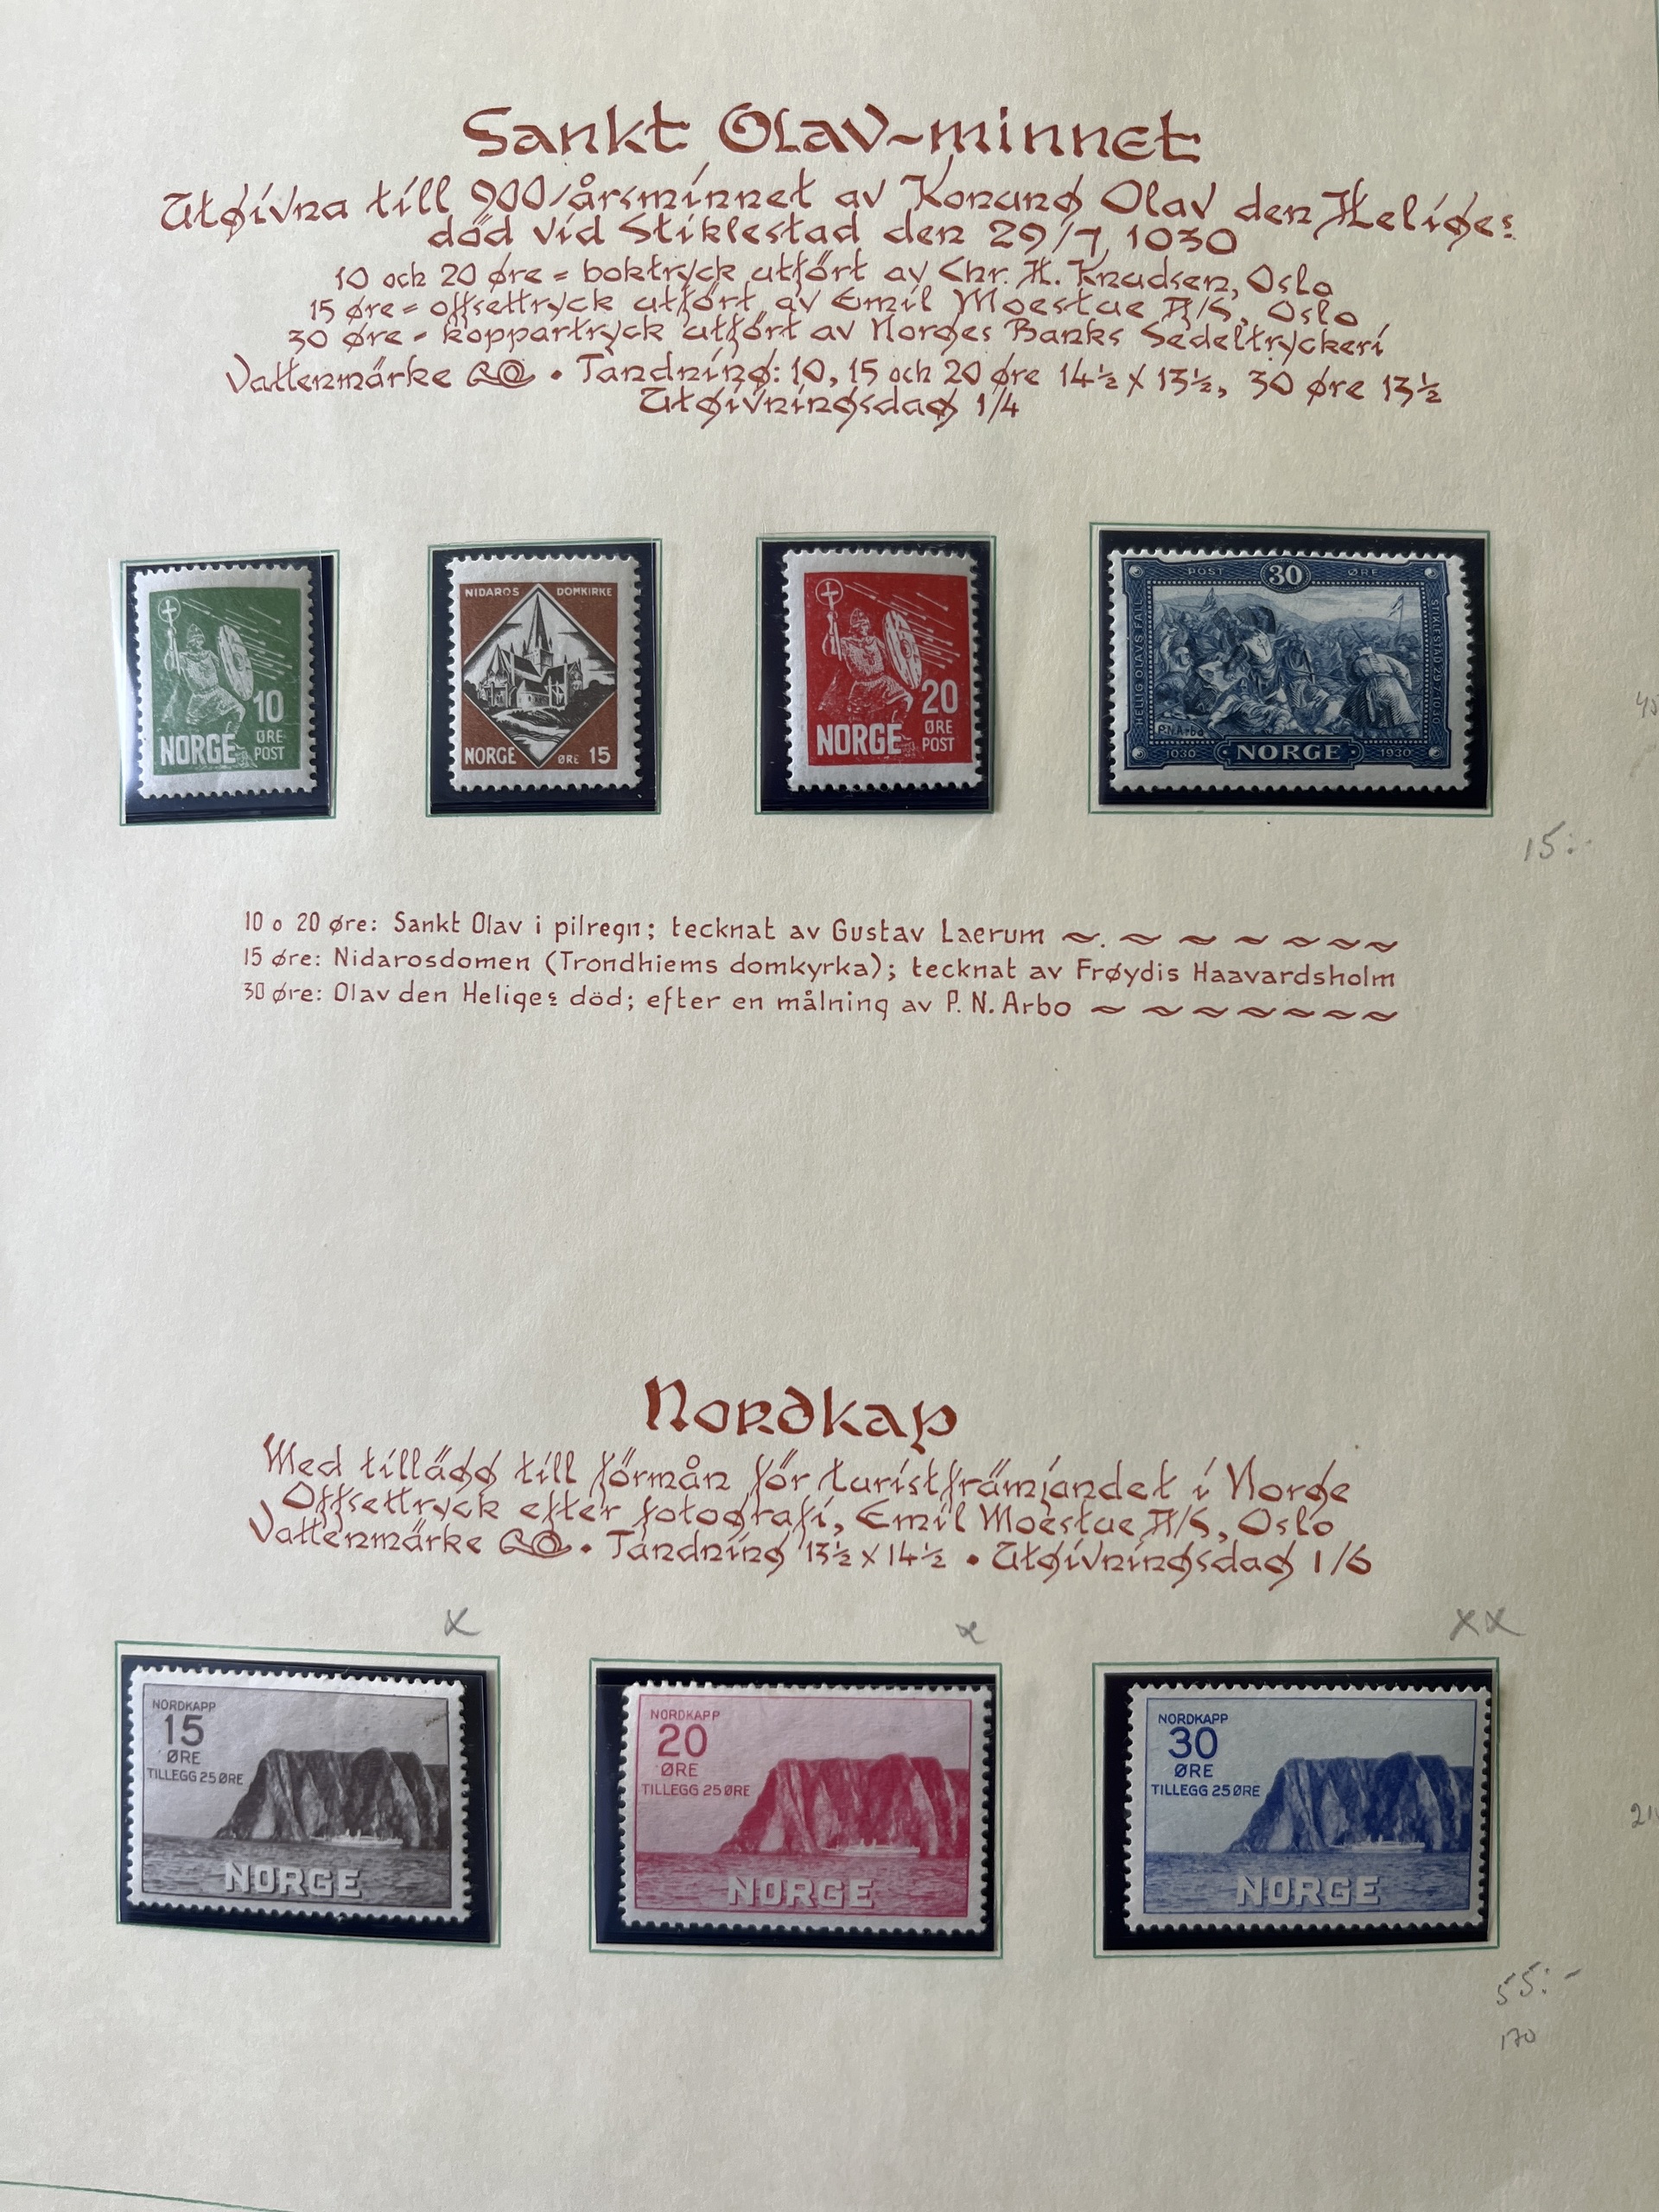 Sankt Olav-minnet
Utgivna till 900-årsminnet av Konung Olav den Heliges
död vid Stiklestad den 29/7 1030
10 och 20 øre = boktryck utfört av Chr. H. Knudsen, Oslo
15 øre = offsettryck utfört av Emil Moestue A/S, Oslo
30 øre - koppartryck utfört av Norges Banks Sedeltryckeri
Vattenmärke • Tandning: 10, 15 och 20 øre 14½ x 13½, 30 øre 13½
Utgivningsdag 1/4
10
ØRE
NORGE POST
NIDAROS DOMKIRKE
NORGE ØRE 15
20
ØRE
NORGE POST
POST 30 ØRE
HELIG OLAVS FALL
STIKLESTAD 29-7-1030
P.N.Arbo
1030 NORGE 1930
15:-
10 o 20 øre: Sankt Olav i pilregn; tecknat av Gustav Laerum
15 øre: Nidarosdomen (Trondhiems domkyrka); tecknat av Frøydis Haavardsholm
30 øre: Olav den Heliges död; efter en målning av P. N. Arbo
Nordkap
Med tillägg till förmån för turistfrämjandet i Norge
Offsettryck efter fotografi, Emil Moestue A/S, Oslo
Vattenmärke • Tandning 13½ x 14½ • Utgivningsdag 1/6
x x xx
NORDKAPP
15
ØRE
TILLEGG 25 ØRE
NORGE
NORDKAPP
20
ØRE
TILLEGG 25 ØRE
NORGE
NORDKAPP
30
ØRE
TILLEGG 25 ØRE
NORGE
55:-
170